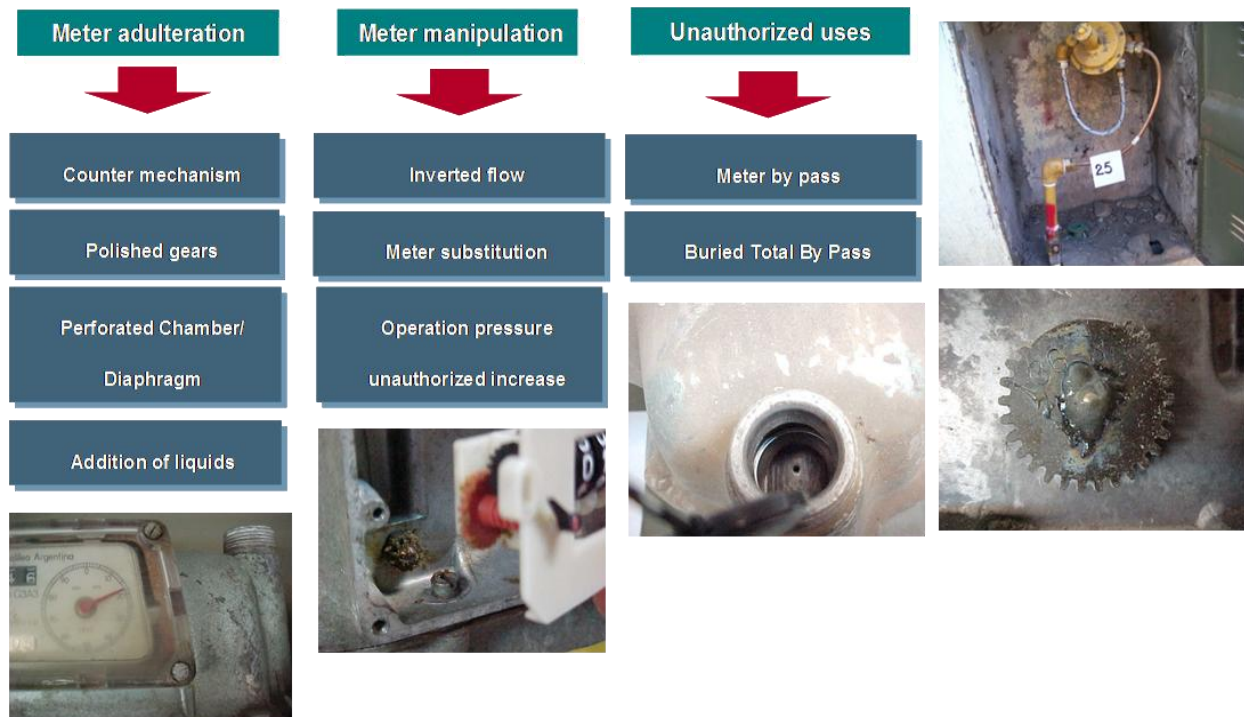 Meter adulteration
Meter manipulation
Unauthorized uses
Counter mechanism
Polished gears
Perforated Chamber/
Diaphragm
Addition of liquids
Inverted flow
Meter substitution
Operation pressure
unauthorized increase
Meter by pass
Buried Total By Pass
25
Argentina
6